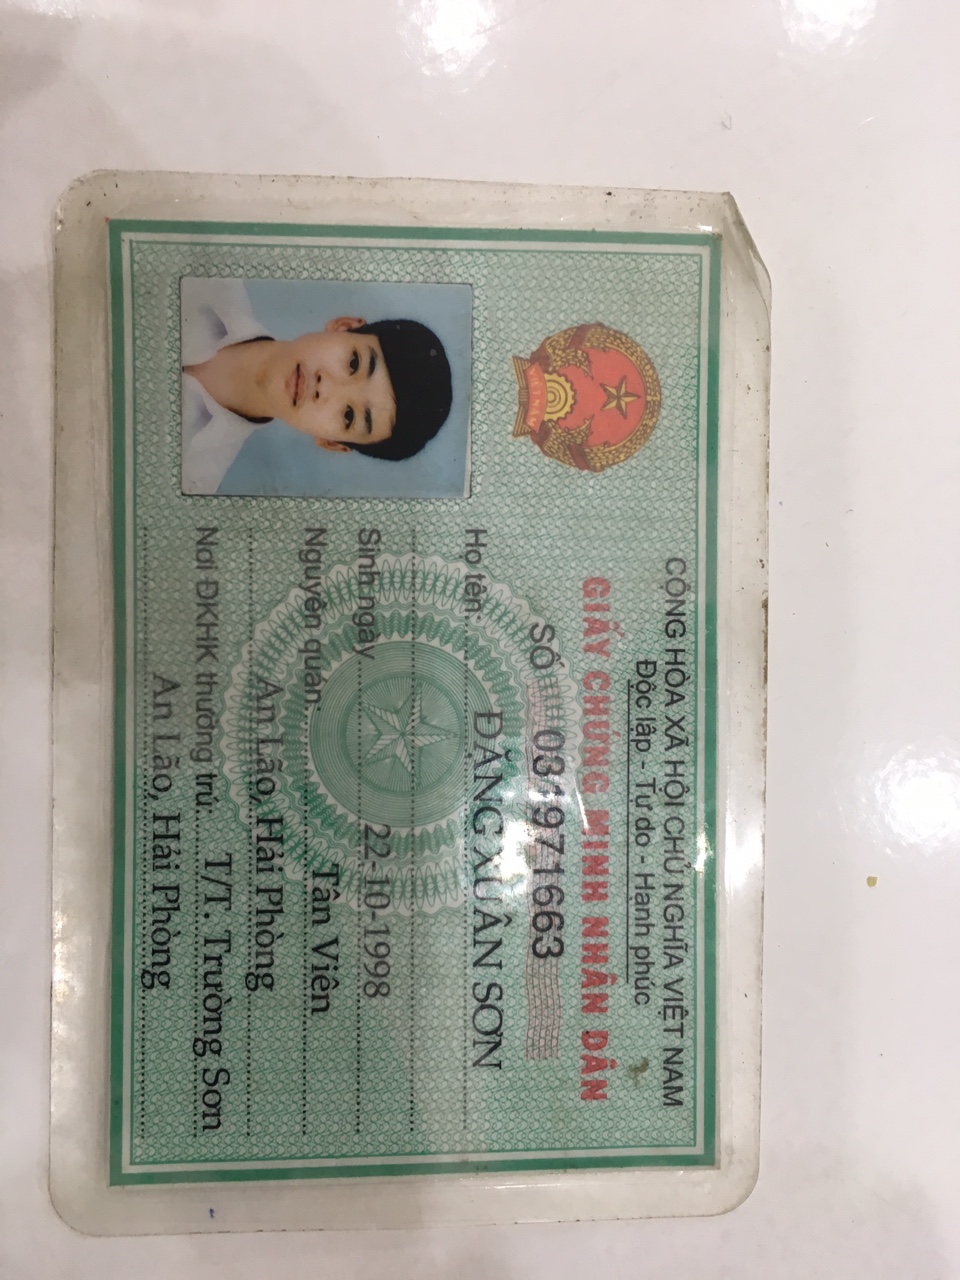 CỘNG HÒA XÃ HỘI CHỦ NGHĨA VIỆT NAM
Độc lập - Tự do - Hạnh phúc
GIẤY CHỨNG MINH NHÂN DÂN
SỐ 031971663
Họ tên: ĐẶNG XUÂN SƠN
Sinh ngày 22-10-1998
Nguyên quán Tân Viên
An Lão, Hải Phòng
Nơi ĐKHK thường trú: T/T. Trường Sơn
An Lão, Hải Phòng
VIỆT NAM